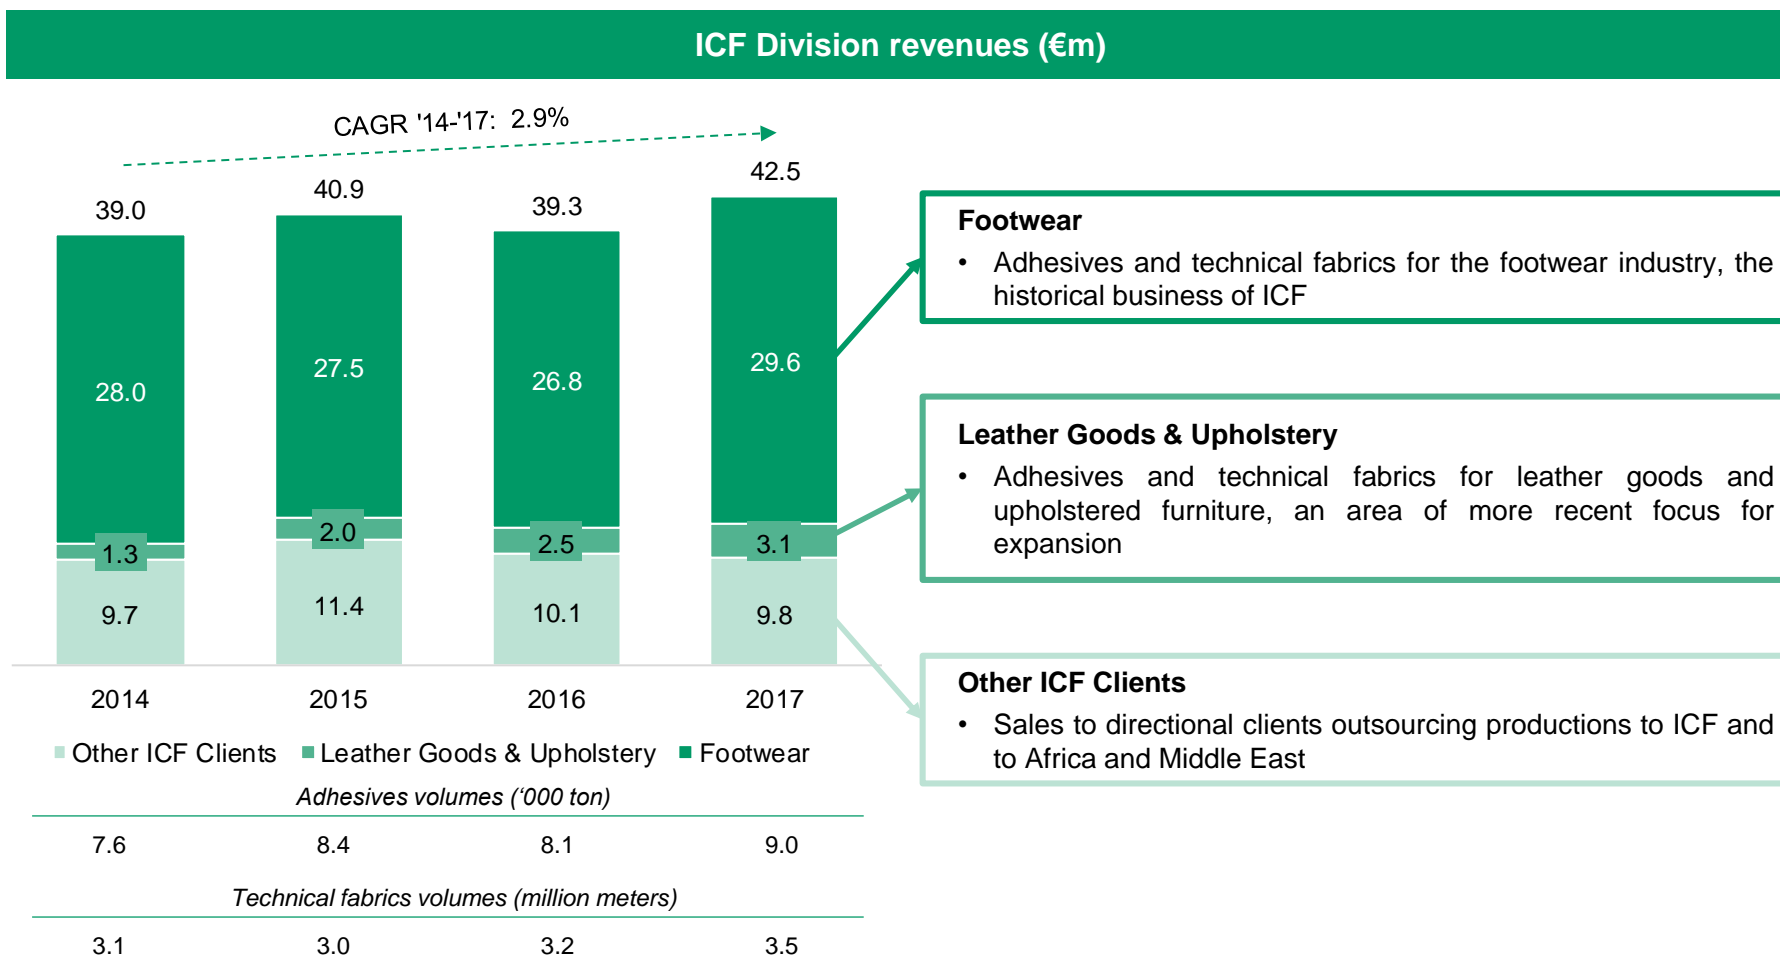 ICF Division revenues (€m)
CAGR '14-'17: 2.9%
39.0
40.9
39.3
42.5
28.0
27.5
26.8
29.6
1.3
2.0
2.5
3.1
9.7
11.4
10.1
9.8
2014
2015
2016
2017
Other ICF Clients
Leather Goods & Upholstery
Footwear
Adhesives volumes (‘000 ton)
7.6
8.4
8.1
9.0
Technical fabrics volumes (million meters)
3.1
3.0
3.2
3.5
Footwear
• Adhesives and technical fabrics for the footwear industry, the
historical business of ICF
Leather Goods & Upholstery
• Adhesives and technical fabrics for leather goods and
upholstered furniture, an area of more recent focus for
expansion
Other ICF Clients
• Sales to directional clients outsourcing productions to ICF and
to Africa and Middle East